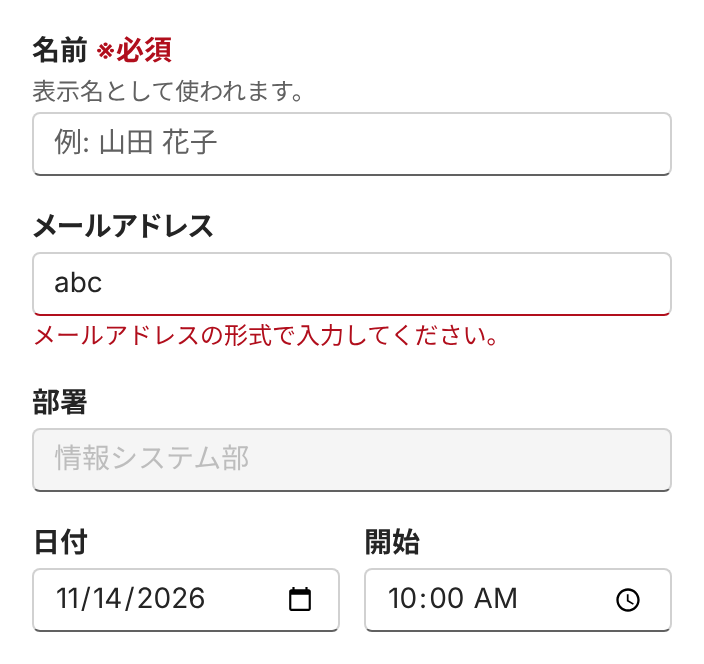 名前 ※必須
表示名として使われます。
例: 山田 花子
メールアドレス
abc
メールアドレスの形式で入力してください。
部署
情報システム部
日付 開始
11/14/2026 10:00 AM